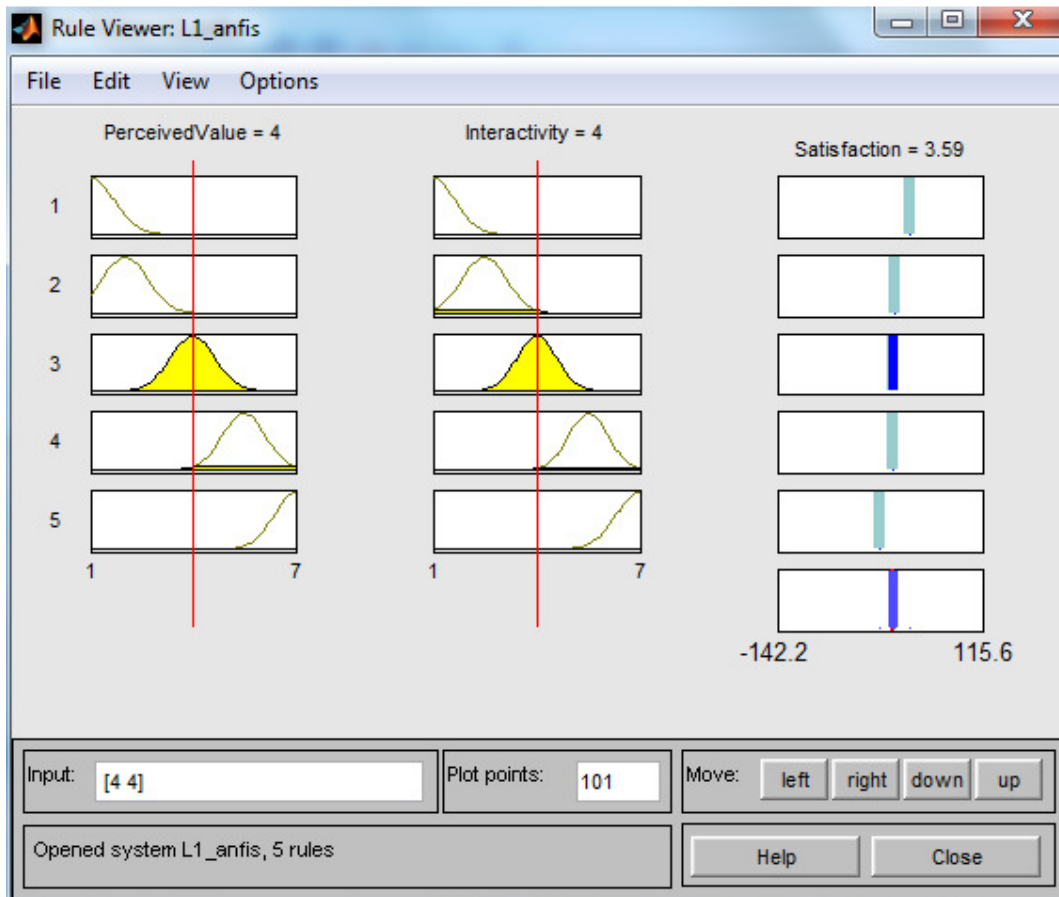 Rule Viewer: L1_anfis
File Edit View Options
PerceivedValue = 4
Interactivity = 4
Satisfaction = 3.59
1
2
3
4
5
1 7
1 7
-142.2 115.6
Input: [4 4]
Plot points: 101
Move: left right down up
Opened system L1_anfis, 5 rules
Help Close